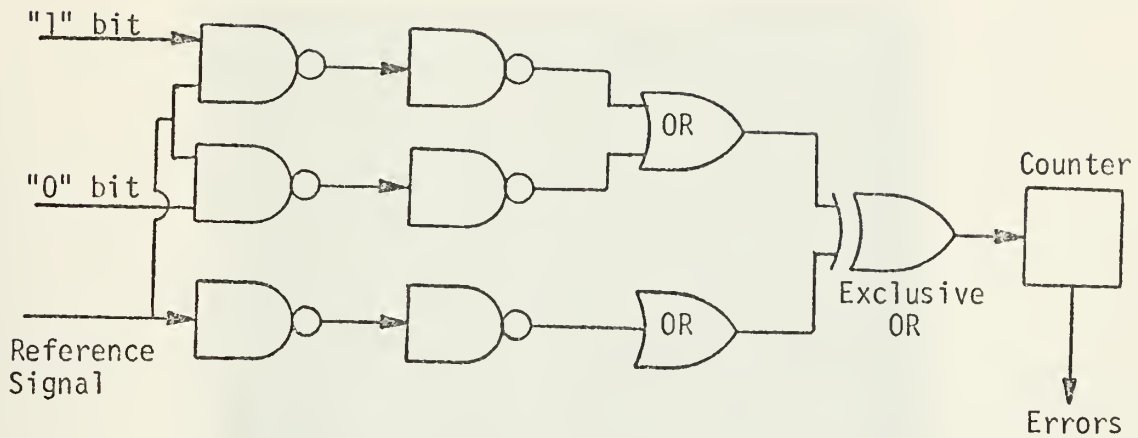 "1" bit
OR
Counter
"0" bit
Exclusive
OR
OR
Reference
Signal
Errors